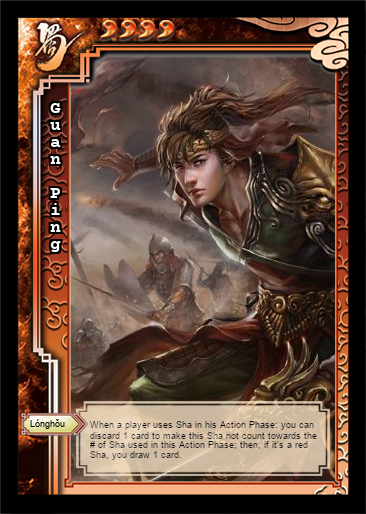 蜀
Guan Ping
Lónghǒu
When a player uses Sha in his Action Phase: you can
discard 1 card to make this Sha not count towards the
# of Sha used in this Action Phase; then, if it's a red
Sha, you draw 1 card.